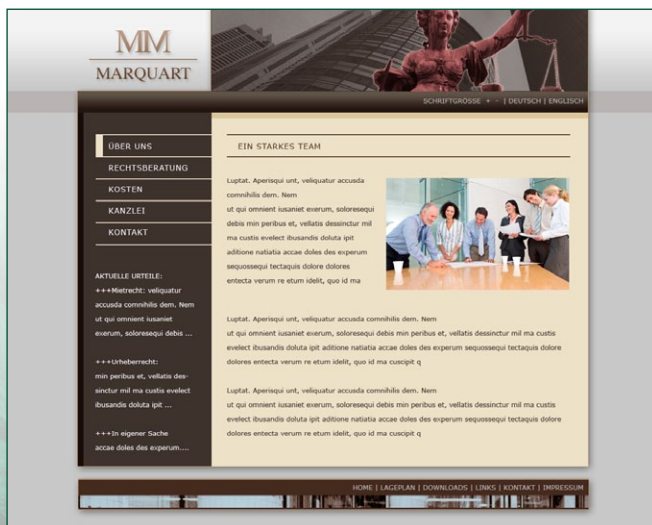 MM
MARQUART
SCHRIFTGRÖSSE + - | DEUTSCH | ENGLISCH
ÜBER UNS
RECHTSBERATUNG
KOSTEN
KANZLEI
KONTAKT
AKTUELLE URTEILE:
+++Mietrecht: veliquatur
accusda comnihilis dem. Nem
ut qui omnient iusaniet
exerum, soloresequi debis ...
+++Urheberrecht:
min peribus et, vellatis des-
sinctur mil ma custis evelect
ibusandis doluta ipit ...
+++In eigener Sache
accae doles des experum....
EIN STARKES TEAM
Luptat. Aperisqui unt, veliquatur accusda
comnihilis dem. Nem
ut qui omnient iusaniet exerum, soloresequi
debis min peribus et, vellatis dessinctur mil
ma custis evelect ibusandis doluta ipit
aditione natiatia accae doles des experum
sequossequi tectaquis dolore dolores
entecta verum re etum idelit, quo id ma
Luptat. Aperisqui unt, veliquatur accusda comnihilis dem. Nem
ut qui omnient iusaniet exerum, soloresequi debis min peribus et, vellatis dessinctur mil ma custis
evelect ibusandis doluta ipit aditione natiatia accae doles des experum sequossequi tectaquis dolore
dolores entecta verum re etum idelit, quo id ma cuscipit q
Luptat. Aperisqui unt, veliquatur accusda comnihilis dem. Nem
ut qui omnient iusaniet exerum, soloresequi debis min peribus et, vellatis dessinctur mil ma custis
evelect ibusandis doluta ipit aditione natiatia accae doles des experum sequossequi tectaquis dolore
dolores entecta verum re etum idelit, quo id ma cuscipit q
HOME | LAGEPLAN | DOWNLOADS | LINKS | KONTAKT | IMPRESSUM